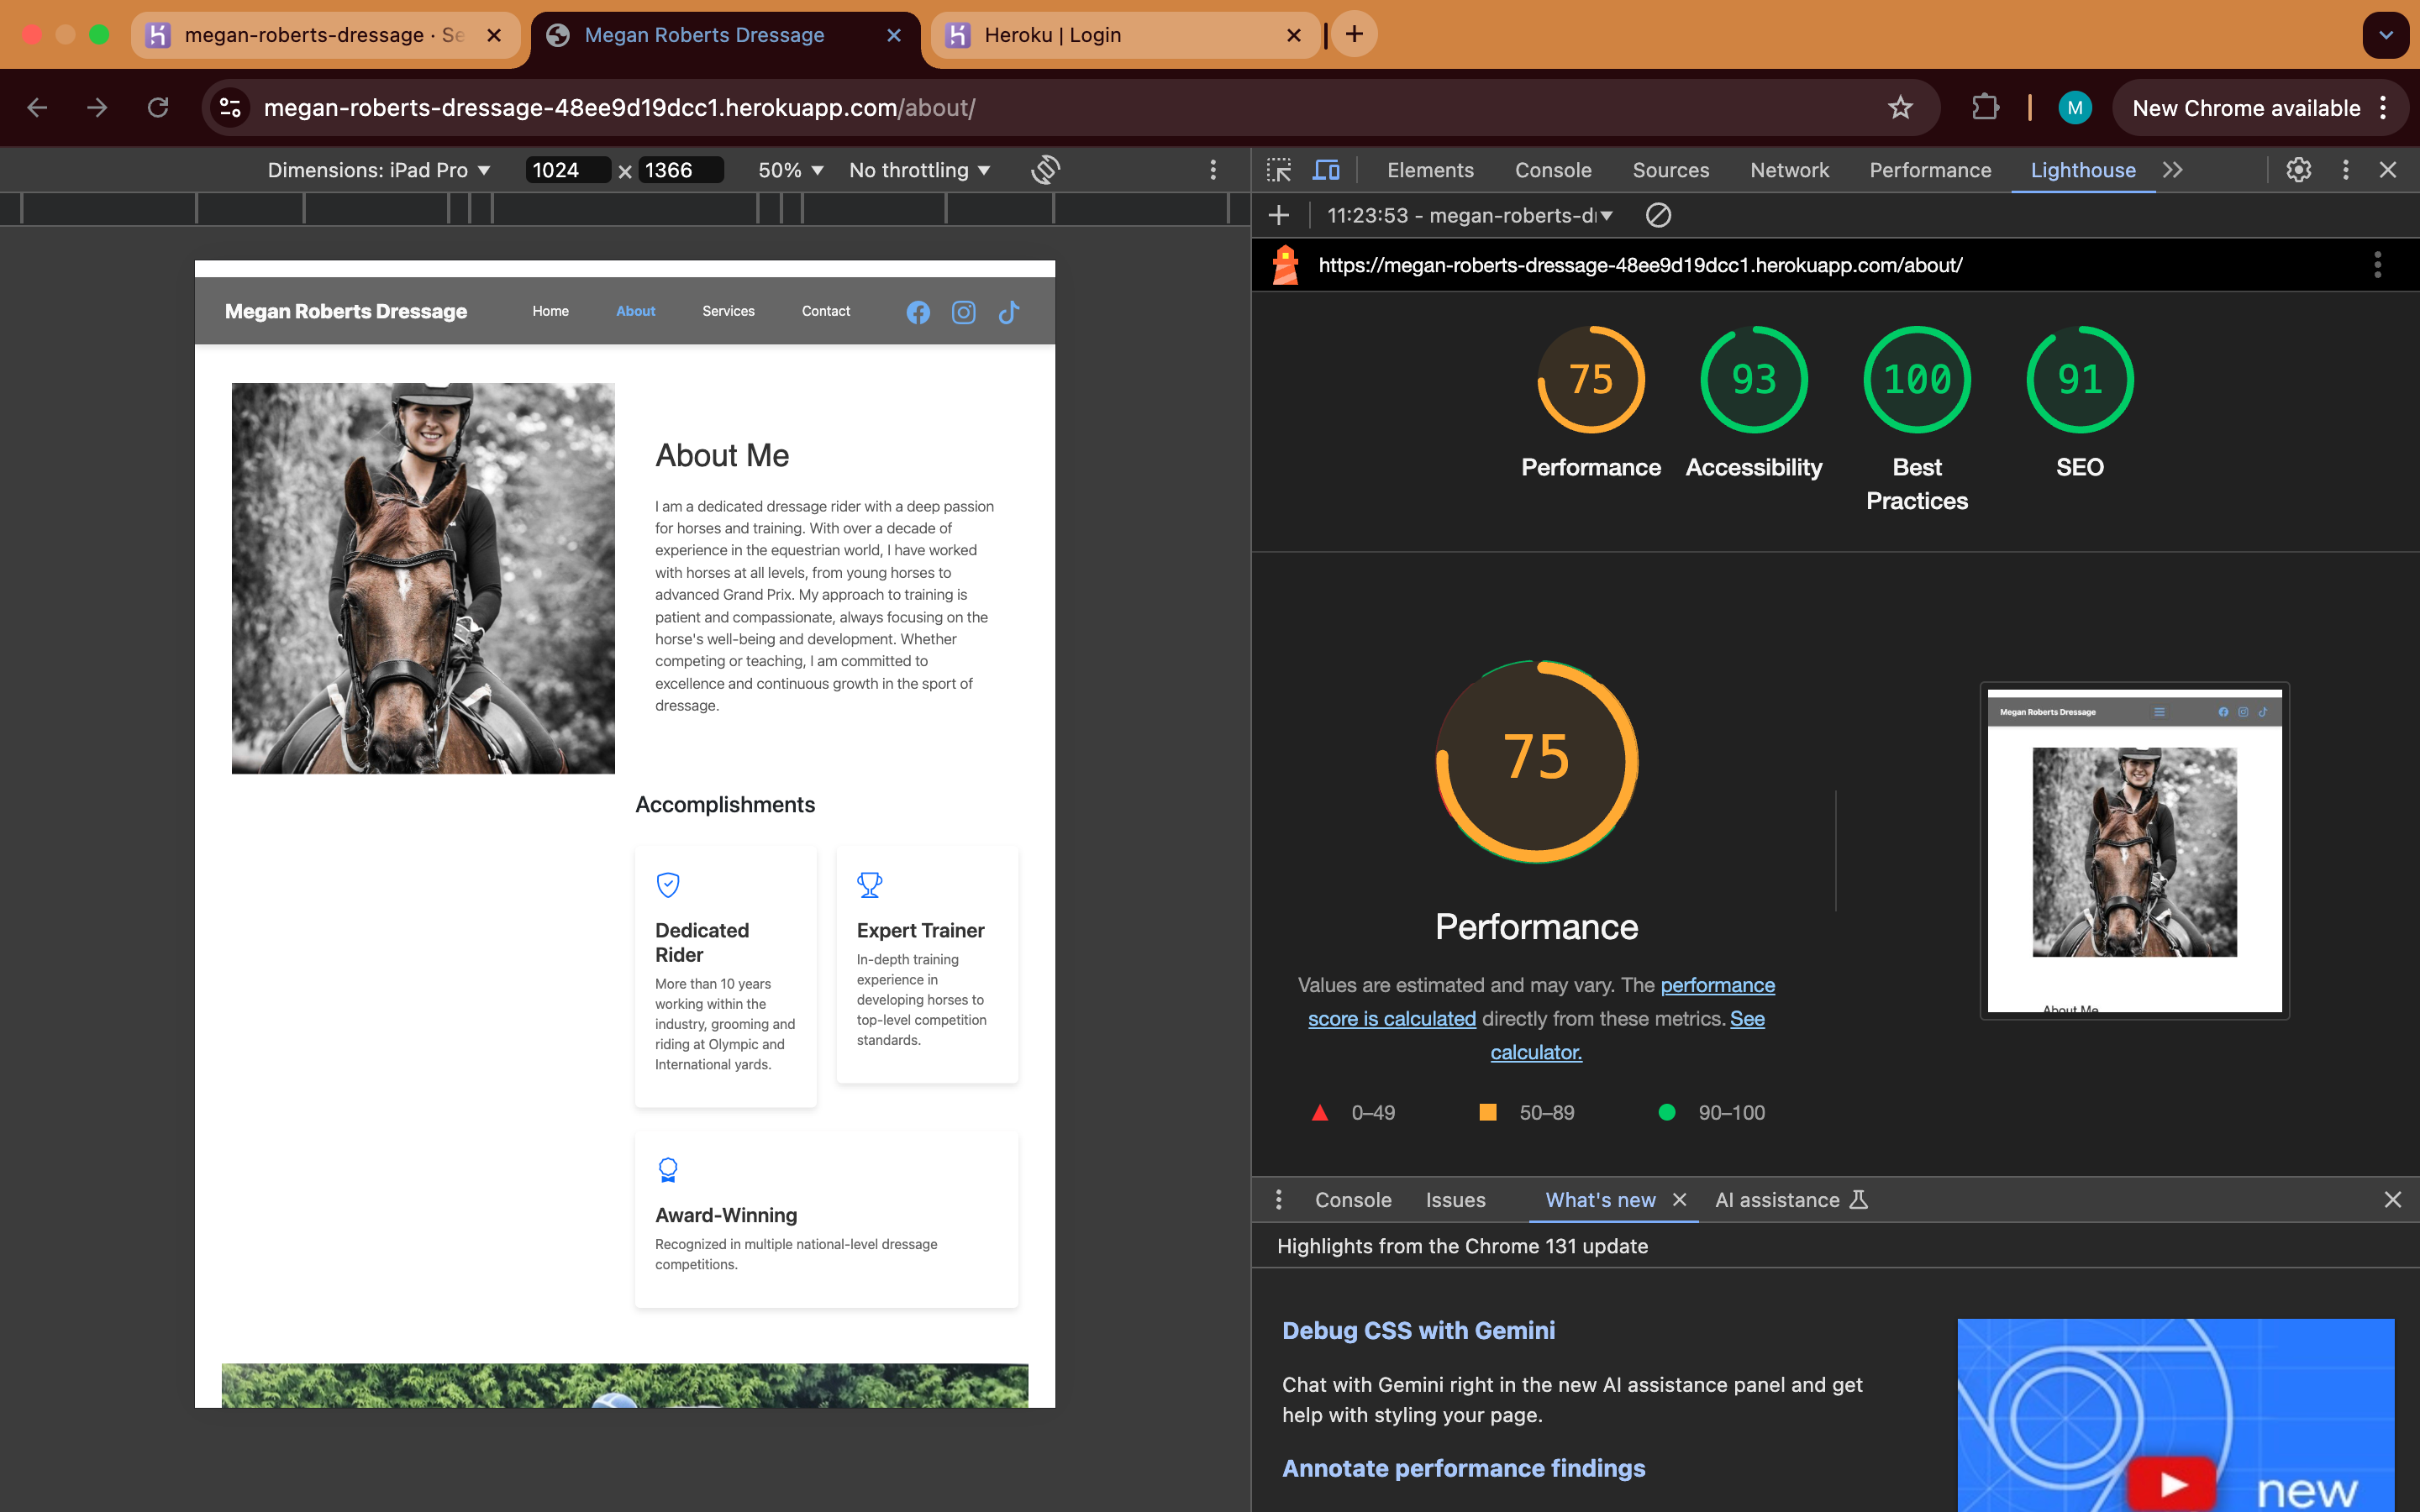 megan-roberts-dressage · Se
Megan Roberts Dressage
Heroku | Login
megan-roberts-dressage-48ee9d19dcc1.herokuapp.com/about/
M
New Chrome available
Dimensions: iPad Pro
1024 × 1366
50%
No throttling
Elements
Console
Sources
Network
Performance
Lighthouse
11:23:53 - megan-roberts-d
https://megan-roberts-dressage-48ee9d19dcc1.herokuapp.com/about/
Megan Roberts Dressage
Home
About
Services
Contact
About Me
I am a dedicated dressage rider with a deep passion
for horses and training. With over a decade of
experience in the equestrian world, I have worked
with horses at all levels, from young horses to
advanced Grand Prix. My approach to training is
patient and compassionate, always focusing on the
horse's well-being and development. Whether
competing or teaching, I am committed to
excellence and continuous growth in the sport of
dressage.
Accomplishments
Dedicated
Rider
More than 10 years
working within the
industry, grooming and
riding at Olympic and
International yards.
Expert Trainer
In-depth training
experience in
developing horses to
top-level competition
standards.
Award-Winning
Recognized in multiple national-level dressage
competitions.
75
93
100
91
Performance
Accessibility
Best
Practices
SEO
75
Performance
Values are estimated and may vary. The performance
score is calculated directly from these metrics. See
calculator.
0–49
50–89
90–100
Megan Roberts Dressage
About Me
Console
Issues
What's new
AI assistance
Highlights from the Chrome 131 update
Debug CSS with Gemini
Chat with Gemini right in the new AI assistance panel and get
help with styling your page.
Annotate performance findings
new